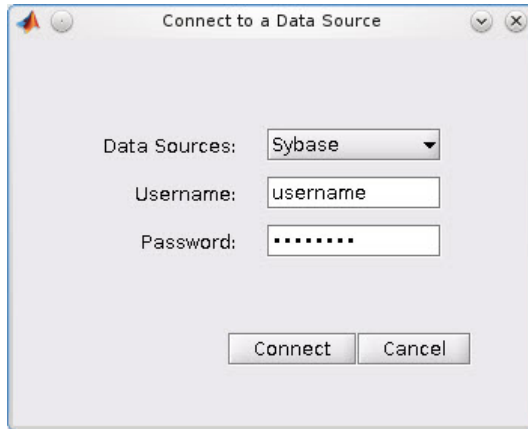 Connect to a Data Source
Data Sources: Sybase
Username: username
Password: ••••••••
Connect Cancel